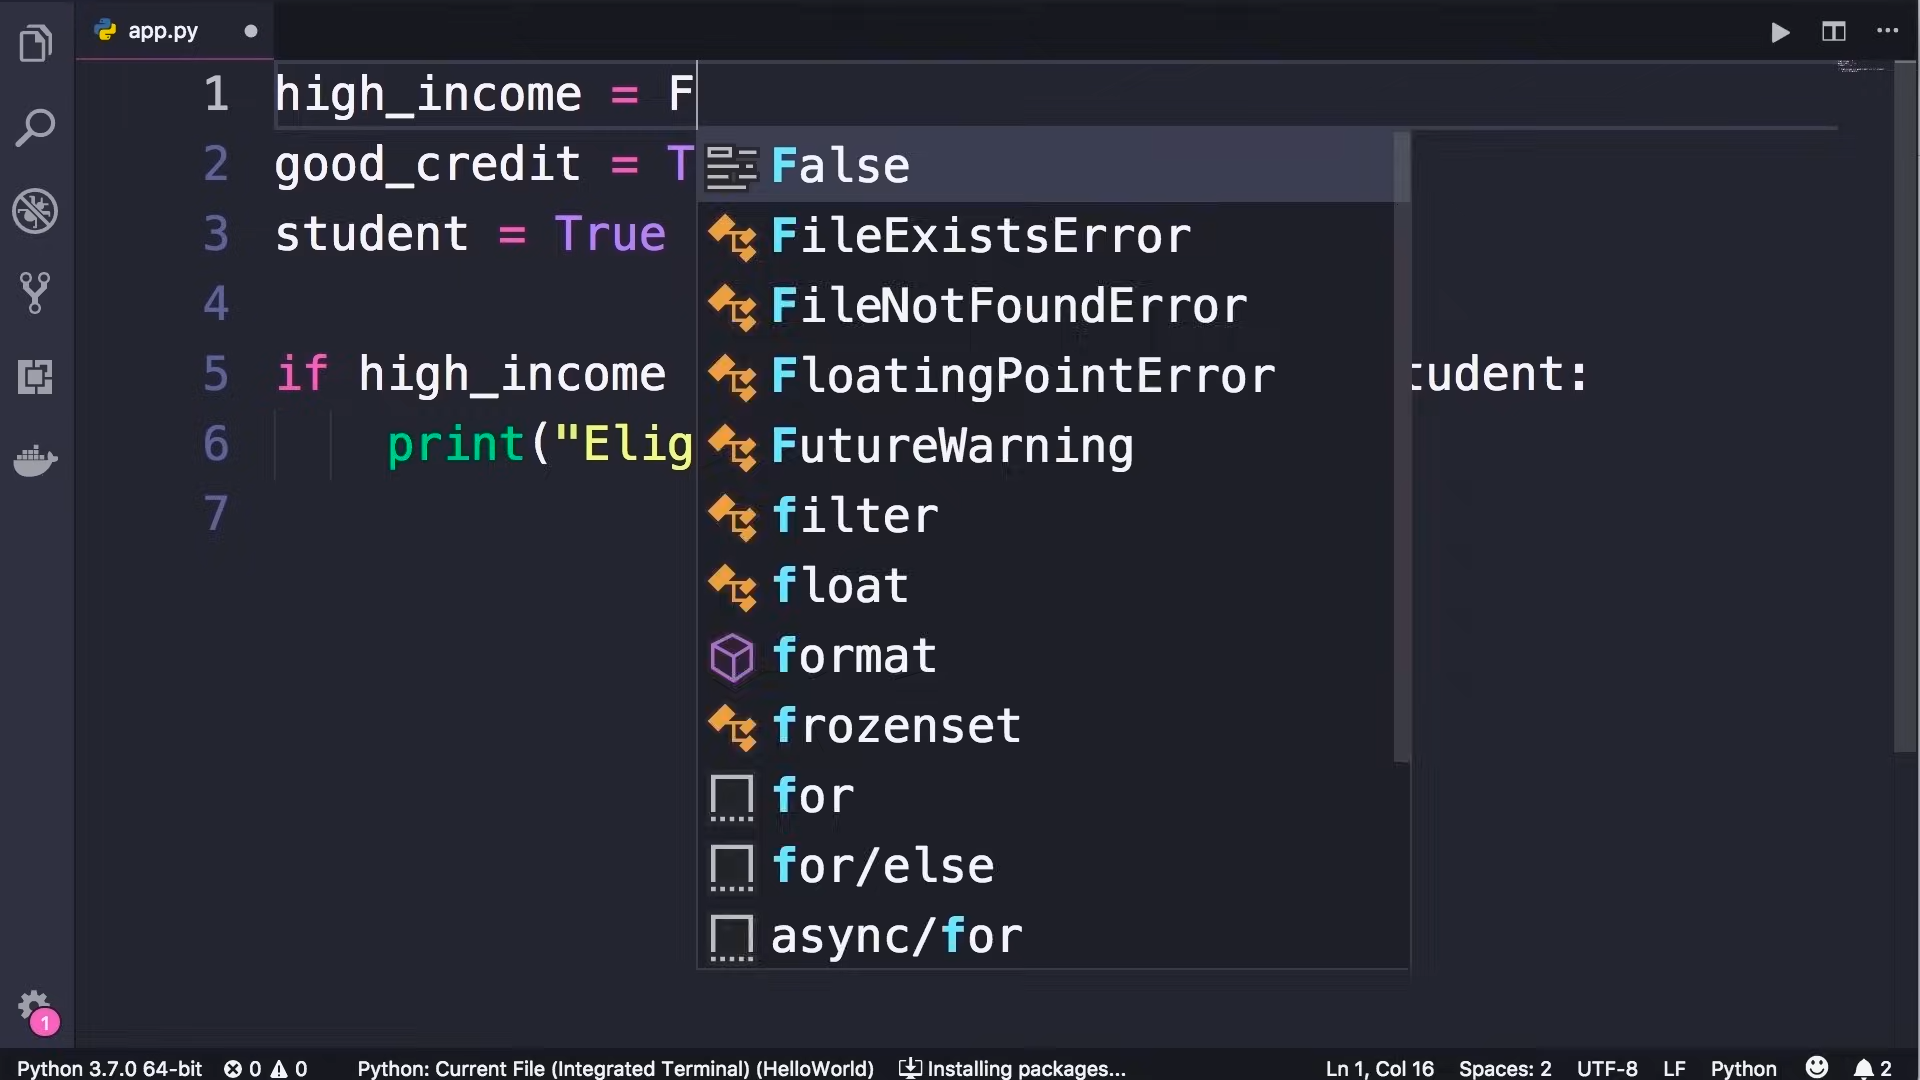 app.py
1 high_income = F
2 good_credit = T
3 student = True
4
5 if high_income tudent:
6 print("Elig
7
False
FileExistsError
FileNotFoundError
FloatingPointError
FutureWarning
filter
float
format
frozenset
for
for/else
async/for
1
Python 3.7.0 64-bit 0 0 Python: Current File (Integrated Terminal) (HelloWorld) Installing packages... Ln 1, Col 16 Spaces: 2 UTF-8 LF Python 2